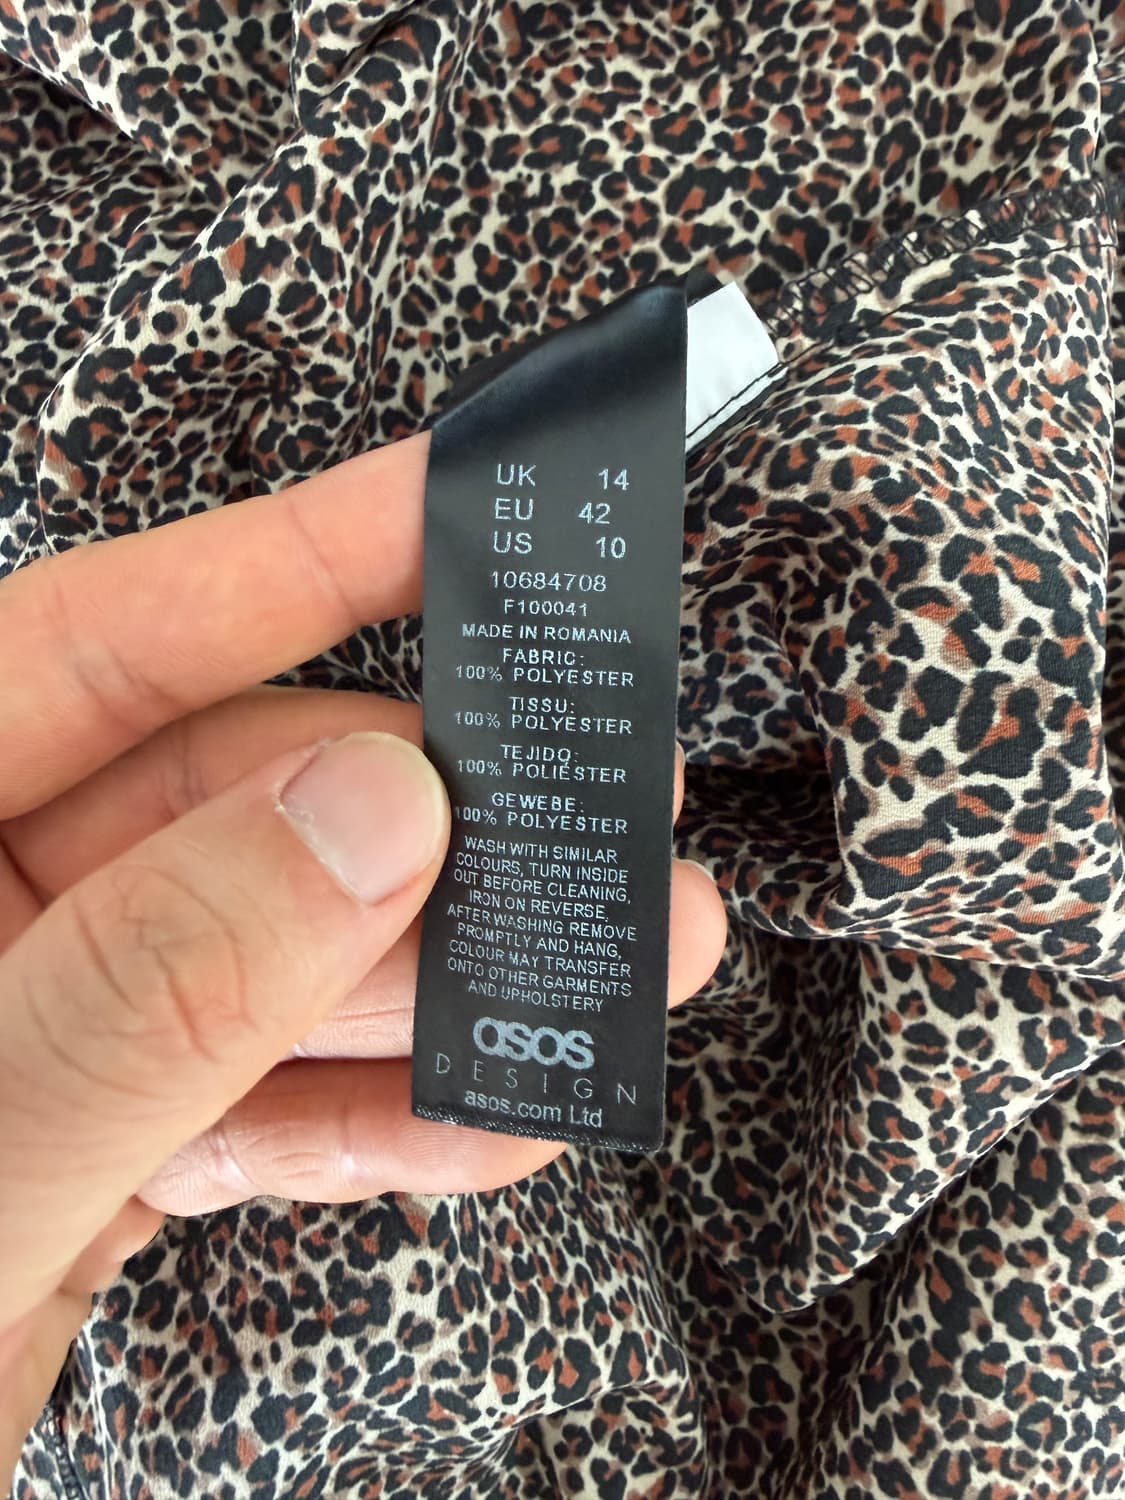 UK 14
EU 42
US 10
10684708
F100041
MADE IN ROMANIA
FABRIC:
100% POLYESTER
TISSU:
100% POLYESTER
TEJIDO:
100% POLIÉSTER
GEWEBE:
100% POLYESTER
WASH WITH SIMILAR
COLOURS, TURN INSIDE
OUT BEFORE CLEANING,
IRON ON REVERSE,
AFTER WASHING REMOVE
PROMPTLY AND HANG,
COLOUR MAY TRANSFER
ONTO OTHER GARMENTS
AND UPHOLSTERY
asos
DESIGN
asos.com Ltd